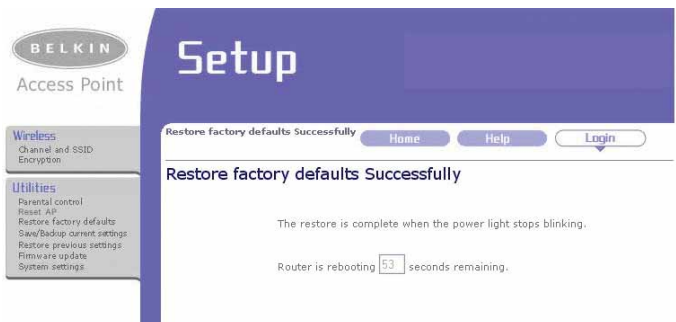 BELKIN
Access Point
Setup
Wireless
Channel and SSID
Encryption
Utilities
Parental control
Reset AP
Restore factory defaults
Save/Backup current settings
Restore previous settings
Firmware update
System settings
Restore factory defaults Successfully
Home
Help
Login
Restore factory defaults Successfully
The restore is complete when the power light stops blinking.
Router is rebooting 53 seconds remaining.